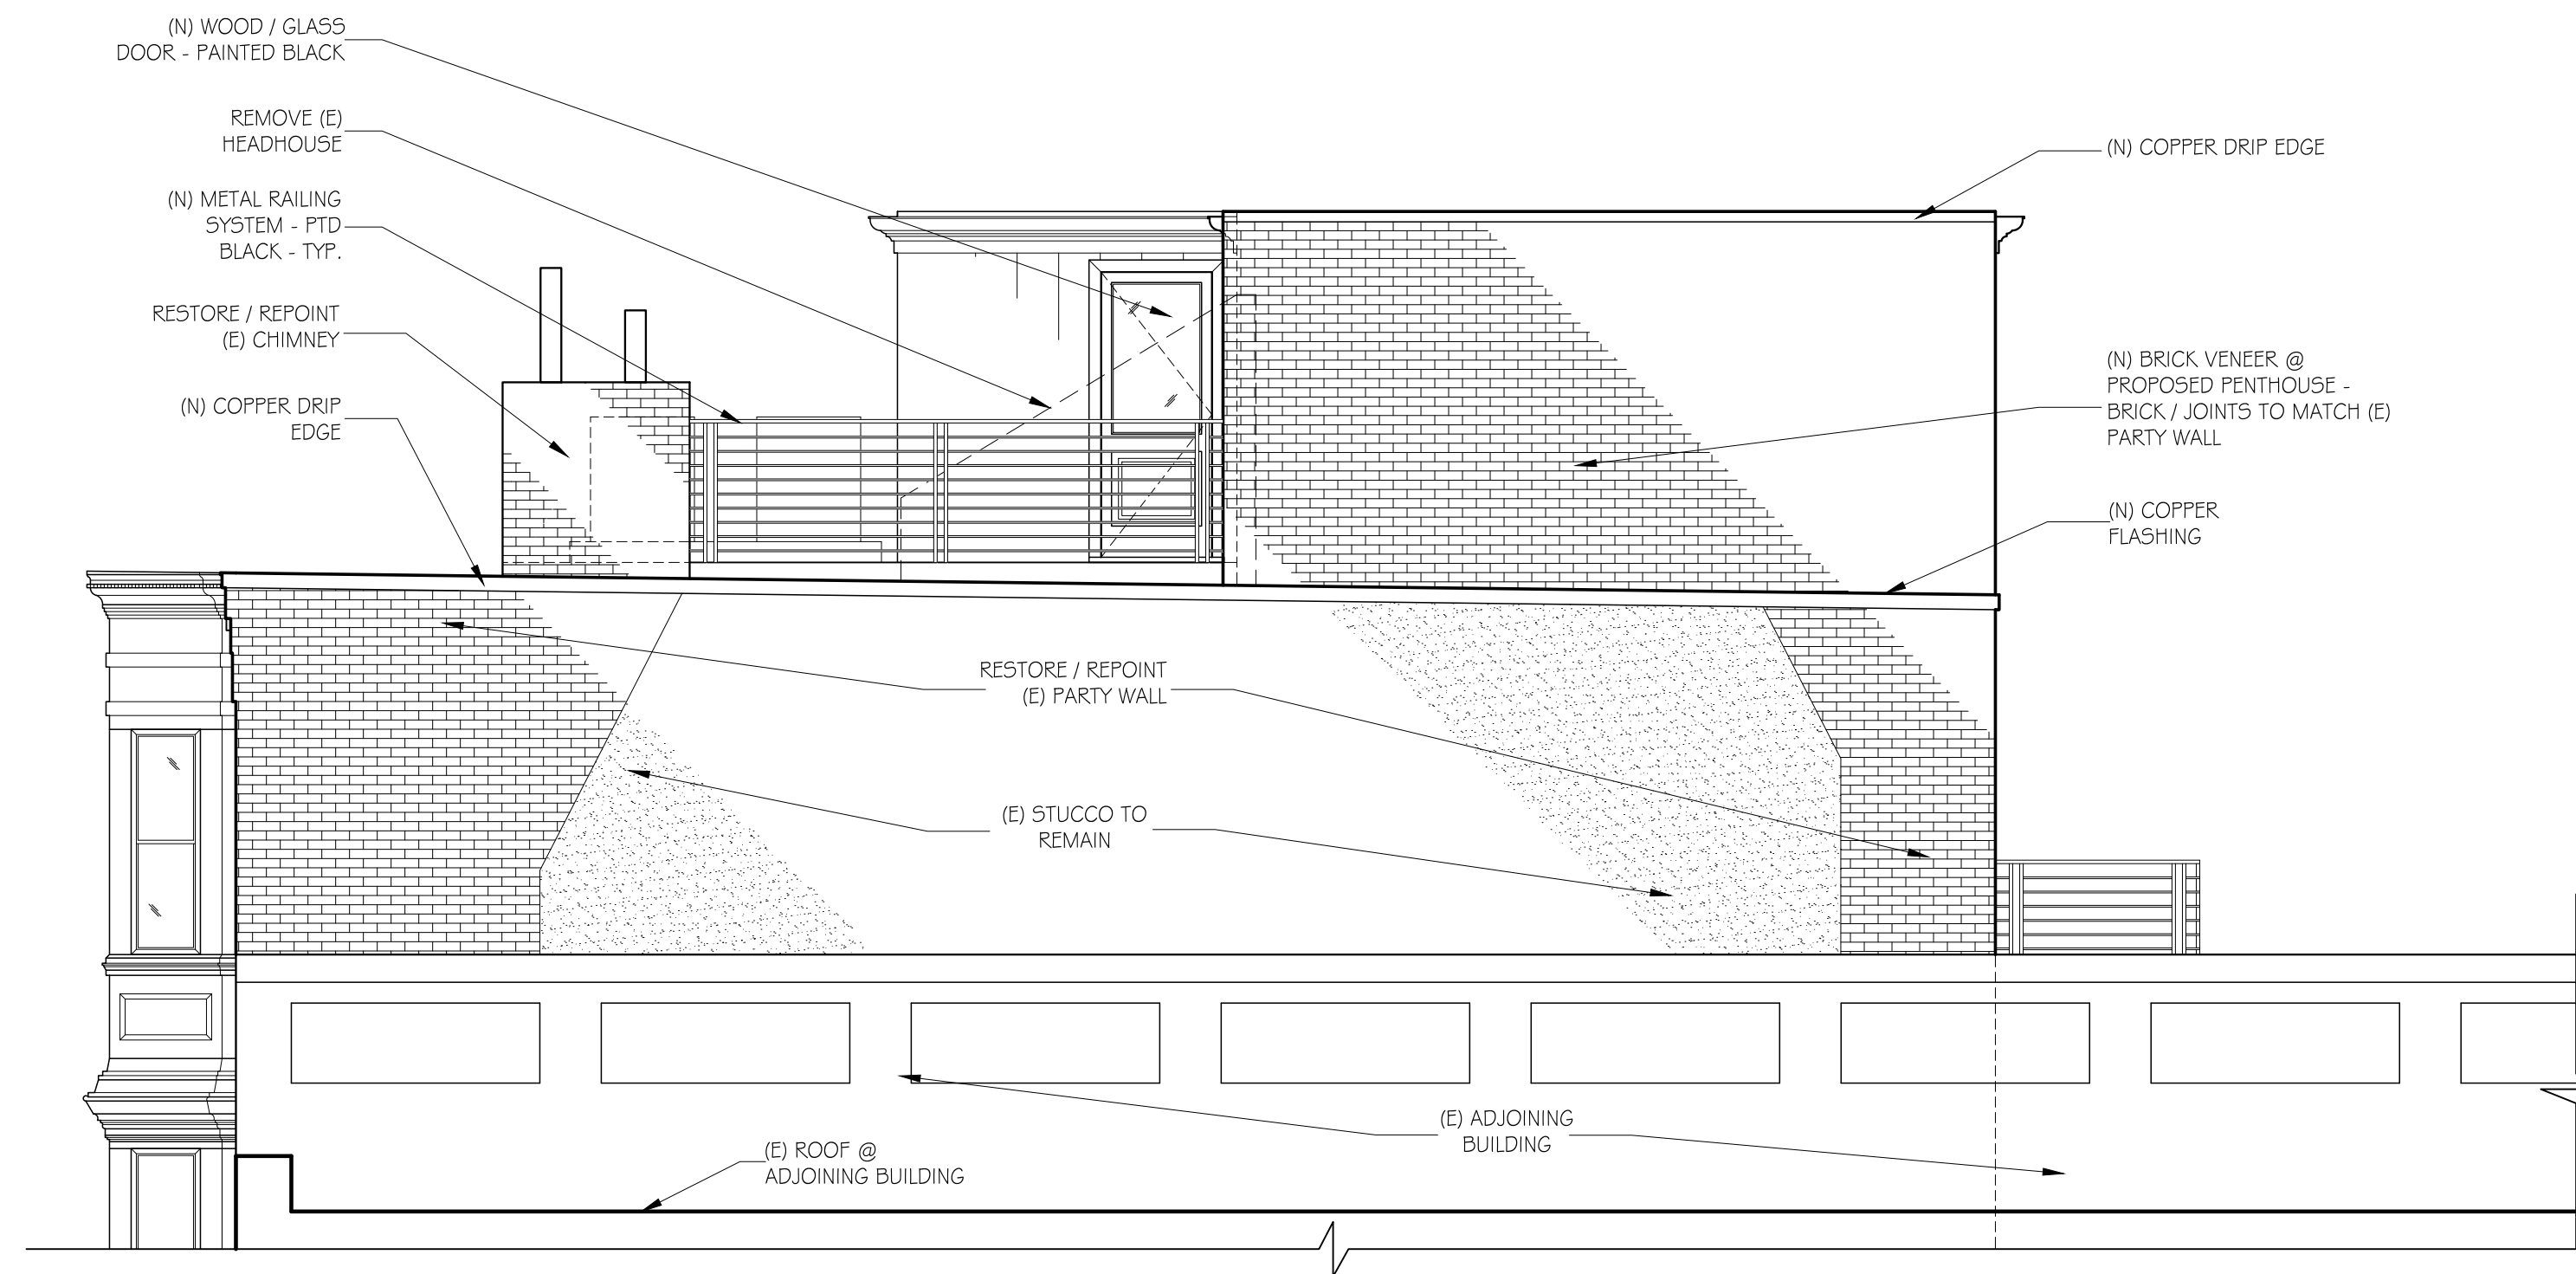 (N) WOOD / GLASS
DOOR - PAINTED BLACK
REMOVE (E)
HEADHOUSE
(N) METAL RAILING
SYSTEM - PTD
BLACK - TYP.
RESTORE / REPOINT
(E) CHIMNEY
(N) COPPER DRIP
EDGE
(N) COPPER DRIP EDGE
(N) BRICK VENEER @
PROPOSED PENTHOUSE -
BRICK / JOINTS TO MATCH (E)
PARTY WALL
(N) COPPER
FLASHING
RESTORE / REPOINT
(E) PARTY WALL
(E) STUCCO TO
REMAIN
(E) ADJOINING
BUILDING
(E) ROOF @
ADJOINING BUILDING